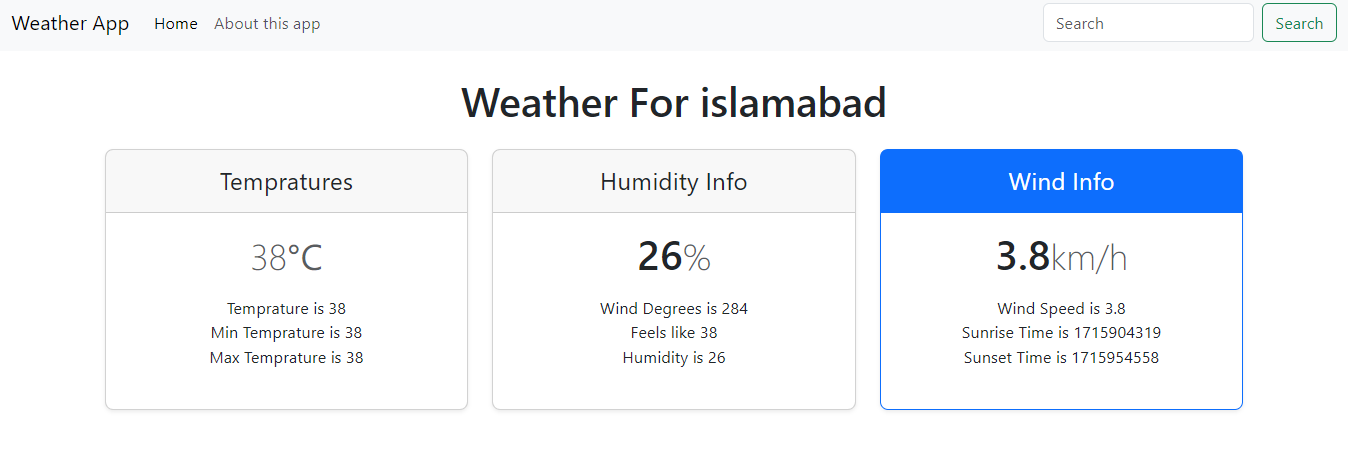 Weather App Home About this app Search Search
Weather For islamabad
Tempratures
38°C
Temprature is 38
Min Temprature is 38
Max Temprature is 38
Humidity Info
26%
Wind Degrees is 284
Feels like 38
Humidity is 26
Wind Info
3.8km/h
Wind Speed is 3.8
Sunrise Time is 1715904319
Sunset Time is 1715954558